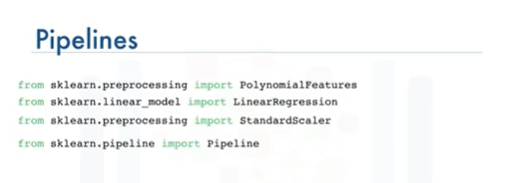 Pipelines
from sklearn.preprocessing import PolynomialFeatures
from sklearn.linear_model import LinearRegression
from sklearn.preprocessing import StandardScaler
from sklearn.pipeline import Pipeline